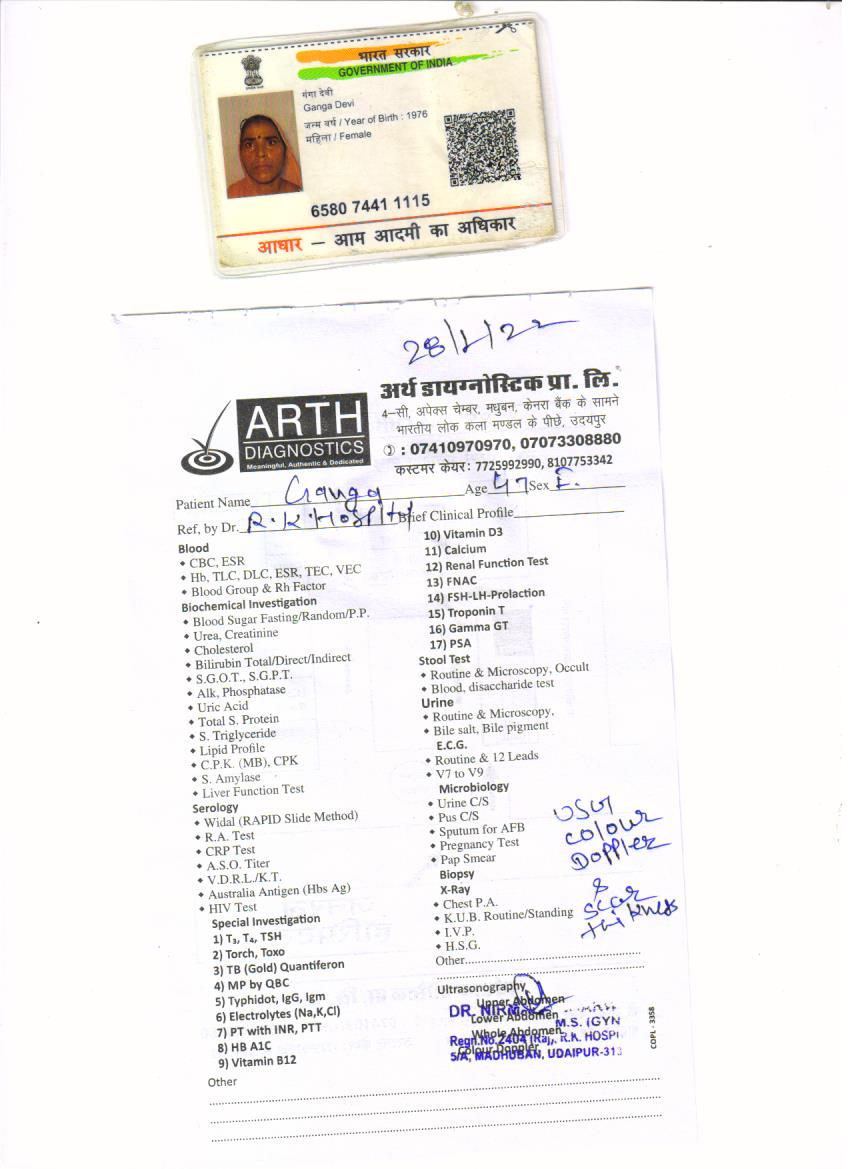 भारत सरकार
GOVERNMENT OF INDIA
गंगा देवी
Ganga Devi
जन्म वर्ष / Year of Birth : 1976
महिला / Female
6580 7441 1115
आधार – आम आदमी का अधिकार
28/1/22
ARTH
DIAGNOSTICS
Meaningful, Authentic & Dedicated
अर्थ डायग्नोस्टिक प्रा. लि.
4–सी, अपेक्स चेम्बर, मधुबन, केनरा बैंक के सामने
भारतीय लोक कला मण्डल के पीछे, उदयपुर
: 07410970970, 07073308880
कस्टमर केयर: 7725992990, 8107753342
Patient Name Ganga Age 47 Sex F.
Ref, by Dr. R.K. Hospital Brief Clinical Profile
Blood
CBC, ESR
Hb, TLC, DLC, ESR, TEC, VEC
Blood Group & Rh Factor
Biochemical Investigation
Blood Sugar Fasting/Random/P.P.
Urea, Creatinine
Cholesterol
Bilirubin Total/Direct/Indirect
S.G.O.T., S.G.P.T.
Alk, Phosphatase
Uric Acid
Total S. Protein
S. Triglyceride
Lipid Profile
C.P.K. (MB), CPK
S. Amylase
Liver Function Test
Serology
Widal (RAPID Slide Method)
R.A. Test
CRP Test
A.S.O. Titer
V.D.R.L./K.T.
Australia Antigen (Hbs Ag)
HIV Test
Special Investigation
1) T3, T4, TSH
2) Torch, Toxo
3) TB (Gold) Quantiferon
4) MP by QBC
5) Typhidot, IgG, Igm
6) Electrolytes (Na,K,Cl)
7) PT with INR, PTT
8) HB A1C
9) Vitamin B12
Other
10) Vitamin D3
11) Calcium
12) Renal Function Test
13) FNAC
14) FSH-LH-Prolaction
15) Troponin T
16) Gamma GT
17) PSA
Stool Test
Routine & Microscopy, Occult
Blood, disaccharide test
Urine
Routine & Microscopy,
Bile salt, Bile pigment
E.C.G.
Routine & 12 Leads
V7 to V9
Microbiology
Urine C/S
Pus C/S
Sputum for AFB
Pregnancy Test
Pap Smear
Biopsy
X-Ray
Chest P.A.
K.U.B. Routine/Standing
I.V.P.
H.S.G.
Other
USG
Colour
Doppler
&
Scar
Ultrasonography
Upper Abdomen
Lower Abdomen
Whole Abdomen
Colour Doppler
DR.
M.S. (GYN
Regn.No.2404 (Raj), R.K. HOSPI
5/A, MADHUBAN, UDAIPUR-313
COPL - 3358